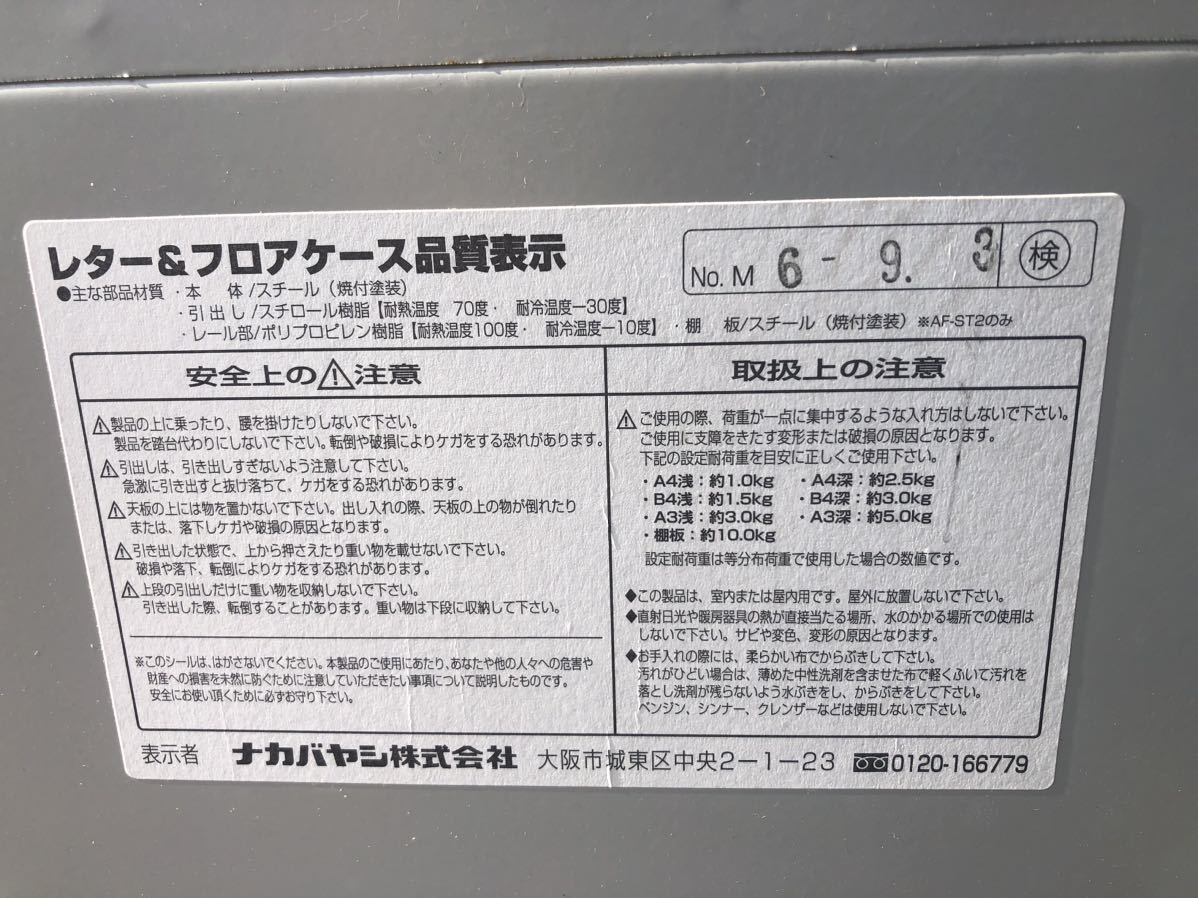 レター&フロアケース品質表示
No. M 6 - 9. 3 検
●主な部品材質 ・本　体/スチール（焼付塗装）
・引出し/スチロール樹脂【耐熱温度　70度・　耐冷温度－30度】
・レール部/ポリプロピレン樹脂【耐熱温度100度・　耐冷温度－10度】・棚　板/スチール（焼付塗装）※AF-ST2のみ
安全上の⚠注意
⚠製品の上に乗ったり、腰を掛けたりしないで下さい。
製品を踏台代わりにしないで下さい。転倒や破損によりケガをする恐れがあります。
⚠引出しは、引き出しすぎないよう注意して下さい。
急激に引き出すと抜け落ちて、ケガをする恐れがあります。
⚠天板の上には物を置かないで下さい。出し入れの際、天板の上の物が倒れたり
または、落下しケガや破損の原因となります。
⚠引き出した状態で、上から押さえたり重い物を載せないで下さい。
破損や落下、転倒によりケガをする恐れがあります。
⚠上段の引出しだけに重い物を収納しないで下さい。
引き出した際、転倒することがあります。重い物は下段に収納して下さい。
※このシールは、はがさないでください。本製品のご使用にあたり、あなたや他の人々への危害や
財産への損害を未然に防ぐために注意していただきたい事項について説明したものです。
安全にお使い頂くために必ずお守り下さい。
取扱上の注意
⚠ご使用の際、荷重が一点に集中するような入れ方はしないで下さい。
ご使用に支障をきたす変形または破損の原因となります。
下記の設定耐荷重を目安に正しくご使用下さい。
・A4浅：約1.0kg　・A4深：約2.5kg
・B4浅：約1.5kg　・B4深：約3.0kg
・A3浅：約3.0kg　・A3深：約5.0kg
・棚板：約10.0kg
設定耐荷重は等分布荷重で使用した場合の数値です。
◆この製品は、室内または屋内用です。屋外に放置しないで下さい。
◆直射日光や暖房器具の熱が直接当たる場所、水のかかる場所での使用は
しないで下さい。サビや変色、変形の原因となります。
◆お手入れの際には、柔らかい布でからぶきして下さい。
汚れがひどい場合は、薄めた中性洗剤を含ませた布で軽くふいて汚れを
落とし洗剤が残らないよう水ぶきをし、からぶきをして下さい。
ベンジン、シンナー、クレンザーなどは使用しないで下さい。
表示者　ナカバヤシ株式会社　大阪市城東区中央2－1－23　0120-166779